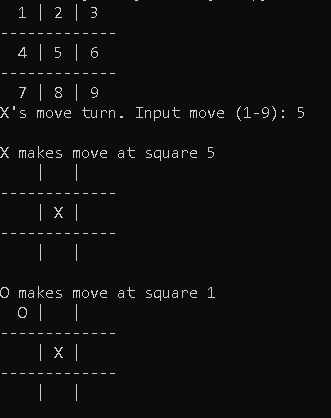 1 | 2 | 3
-------------
4 | 5 | 6
-------------
7 | 8 | 9
X's move turn. Input move (1-9): 5
X makes move at square 5
| |
-------------
| X |
-------------
| |
O makes move at square 1
O | |
-------------
| X |
-------------
| |